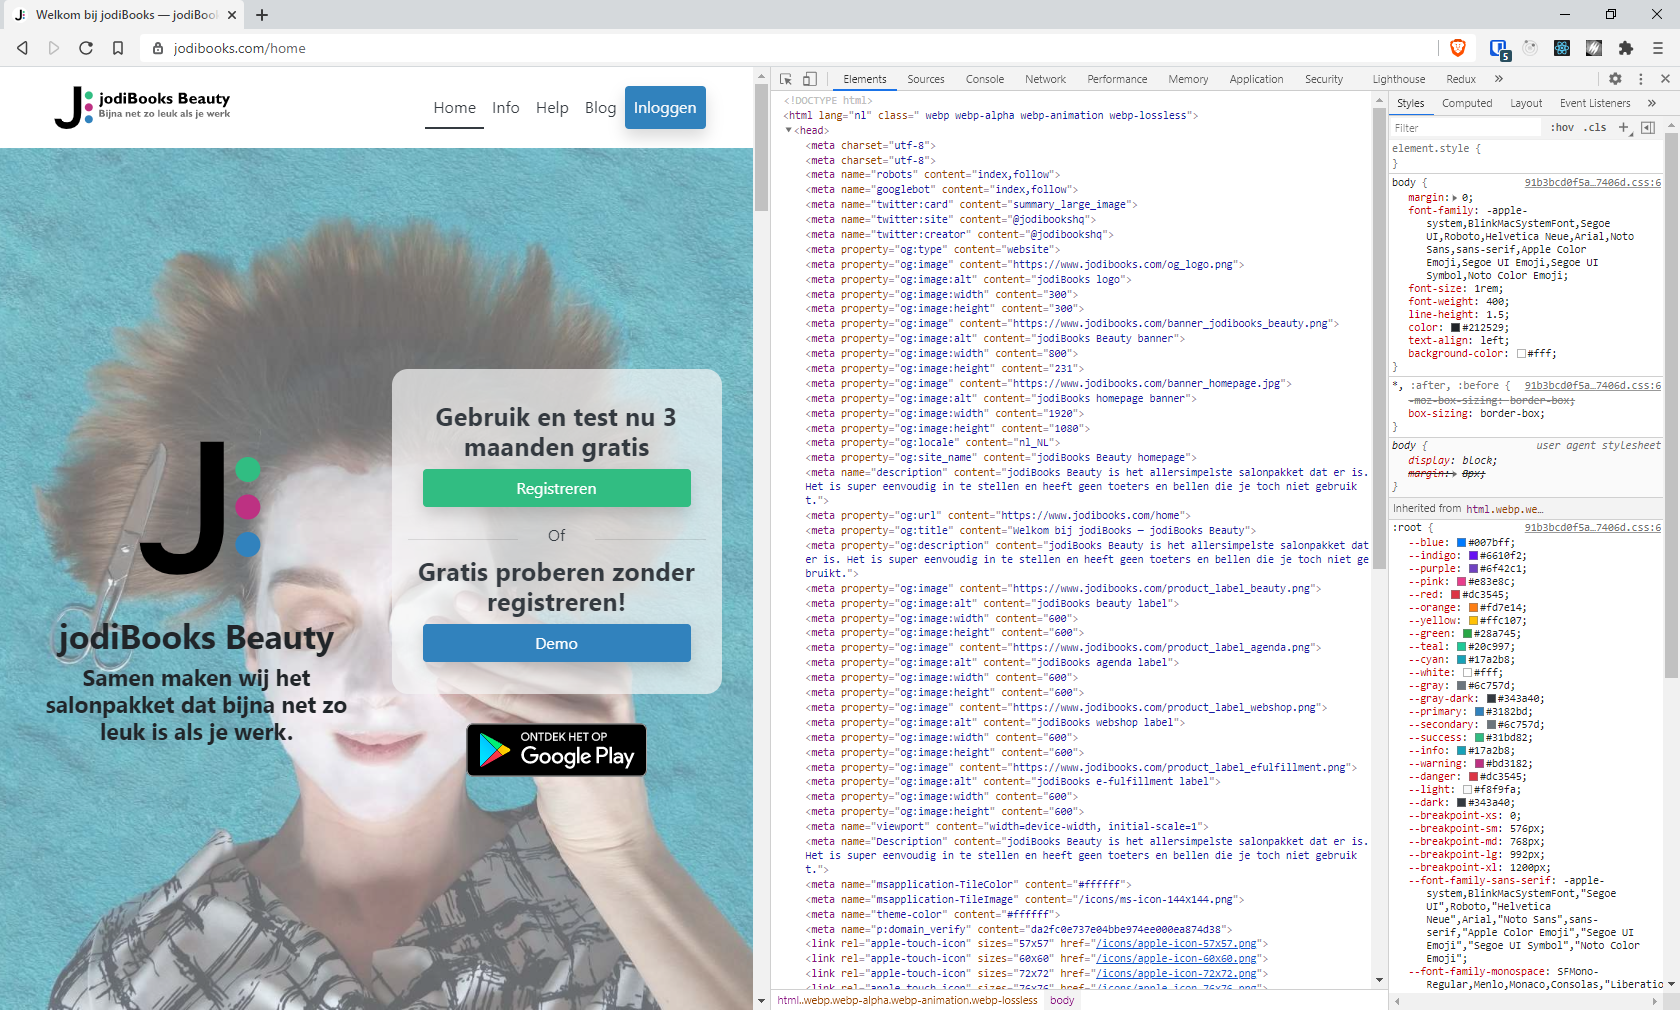 Welkom bij jodiBooks — jodiBook
jodibooks.com/home
5
jodiBooks Beauty
Bijna net zo leuk als je werk
Home Info Help Blog Inloggen
Gebruik en test nu 3
maanden gratis
Registreren
Of
Gratis proberen zonder
registreren!
Demo
jodiBooks Beauty
Samen maken wij het
salonpakket dat bijna net zo
leuk is als je werk.
ONTDEK HET OP
Google Play
Elements Sources Console Network Performance Memory Application Security Lighthouse Redux »
<!DOCTYPE html>
<html lang="nl" class=" webp webp-alpha webp-animation webp-lossless">
<head>
<meta charset="utf-8">
<meta charset="utf-8">
<meta name="robots" content="index,follow">
<meta name="googlebot" content="index,follow">
<meta name="twitter:card" content="summary_large_image">
<meta name="twitter:site" content="@jodibookshq">
<meta name="twitter:creator" content="@jodibookshq">
<meta property="og:type" content="website">
<meta property="og:image" content="https://www.jodibooks.com/og_logo.png">
<meta property="og:image:alt" content="jodiBooks logo">
<meta property="og:image:width" content="300">
<meta property="og:image:height" content="300">
<meta property="og:image" content="https://www.jodibooks.com/banner_jodibooks_beauty.png">
<meta property="og:image:alt" content="jodiBooks Beauty banner">
<meta property="og:image:width" content="800">
<meta property="og:image:height" content="231">
<meta property="og:image" content="https://www.jodibooks.com/banner_homepage.jpg">
<meta property="og:image:alt" content="jodiBooks homepage banner">
<meta property="og:image:width" content="1920">
<meta property="og:image:height" content="1080">
<meta property="og:locale" content="nl_NL">
<meta property="og:site_name" content="jodiBooks Beauty homepage">
<meta name="description" content="jodiBooks Beauty is het allersimpelste salonpakket dat er is.
Het is super eenvoudig in te stellen en heeft geen toeters en bellen die je toch niet gebruik
t.">
<meta property="og:url" content="https://www.jodibooks.com/home">
<meta property="og:title" content="Welkom bij jodiBooks — jodiBooks Beauty">
<meta property="og:description" content="jodiBooks Beauty is het allersimpelste salonpakket dat
er is. Het is super eenvoudig in te stellen en heeft geen toeters en bellen die je toch niet ge
bruikt.">
<meta property="og:image" content="https://www.jodibooks.com/product_label_beauty.png">
<meta property="og:image:alt" content="jodiBooks beauty label">
<meta property="og:image:width" content="600">
<meta property="og:image:height" content="600">
<meta property="og:image" content="https://www.jodibooks.com/product_label_agenda.png">
<meta property="og:image:alt" content="jodiBooks agenda label">
<meta property="og:image:width" content="600">
<meta property="og:image:height" content="600">
<meta property="og:image" content="https://www.jodibooks.com/product_label_webshop.png">
<meta property="og:image:alt" content="jodiBooks webshop label">
<meta property="og:image:width" content="600">
<meta property="og:image:height" content="600">
<meta property="og:image" content="https://www.jodibooks.com/product_label_efulfillment.png">
<meta property="og:image:alt" content="jodiBooks e-fulfillment label">
<meta property="og:image:width" content="600">
<meta property="og:image:height" content="600">
<meta name="viewport" content="width=device-width, initial-scale=1">
<meta name="Description" content="jodiBooks Beauty is het allersimpelste salonpakket dat er is.
Het is super eenvoudig in te stellen en heeft geen toeters en bellen die je toch niet gebruik
t.">
<meta name="msapplication-TileColor" content="#ffffff">
<meta name="msapplication-TileImage" content="/icons/ms-icon-144x144.png">
<meta name="theme-color" content="#ffffff">
<meta name="p:domain_verify" content="da2fc0e737e04bbe974ee000ea874d38">
<link rel="apple-touch-icon" sizes="57x57" href="/icons/apple-icon-57x57.png">
<link rel="apple-touch-icon" sizes="60x60" href="/icons/apple-icon-60x60.png">
<link rel="apple-touch-icon" sizes="72x72" href="/icons/apple-icon-72x72.png">
<link rel="apple-touch-icon" sizes="76x76" href="/icons/apple-icon-76x76.png">
html..webp.webp-alpha.webp-animation.webp-lossless body
Styles Computed Layout Event Listeners »
Filter :hov .cls +
element.style {
}
body { 91b3bcd0f5a…7406d.css:6
margin: 0;
font-family: -apple-
system,BlinkMacSystemFont,Segoe
UI,Roboto,Helvetica Neue,Arial,Noto
Sans,sans-serif,Apple Color
Emoji,Segoe UI Emoji,Segoe UI
Symbol,Noto Color Emoji;
font-size: 1rem;
font-weight: 400;
line-height: 1.5;
color: #212529;
text-align: left;
background-color: #fff;
}
*, :after, :before { 91b3bcd0f5a…7406d.css:6
-moz-box-sizing: border-box;
box-sizing: border-box;
}
body { user agent stylesheet
display: block;
margin: 8px;
}
Inherited from html.webp.we…
:root { 91b3bcd0f5a…7406d.css:6
--blue: #007bff;
--indigo: #6610f2;
--purple: #6f42c1;
--pink: #e83e8c;
--red: #dc3545;
--orange: #fd7e14;
--yellow: #ffc107;
--green: #28a745;
--teal: #20c997;
--cyan: #17a2b8;
--white: #fff;
--gray: #6c757d;
--gray-dark: #343a40;
--primary: #3182bd;
--secondary: #6c757d;
--success: #31bd82;
--info: #17a2b8;
--warning: #bd3182;
--danger: #dc3545;
--light: #f8f9fa;
--dark: #343a40;
--breakpoint-xs: 0;
--breakpoint-sm: 576px;
--breakpoint-md: 768px;
--breakpoint-lg: 992px;
--breakpoint-xl: 1200px;
--font-family-sans-serif: -apple-
system,BlinkMacSystemFont,"Segoe
UI",Roboto,"Helvetica
Neue",Arial,"Noto Sans",sans-
serif,"Apple Color Emoji","Segoe UI
Emoji","Segoe UI Symbol","Noto Color
Emoji";
--font-family-monospace: SFMono-
Regular,Menlo,Monaco,Consolas,"Liberatio